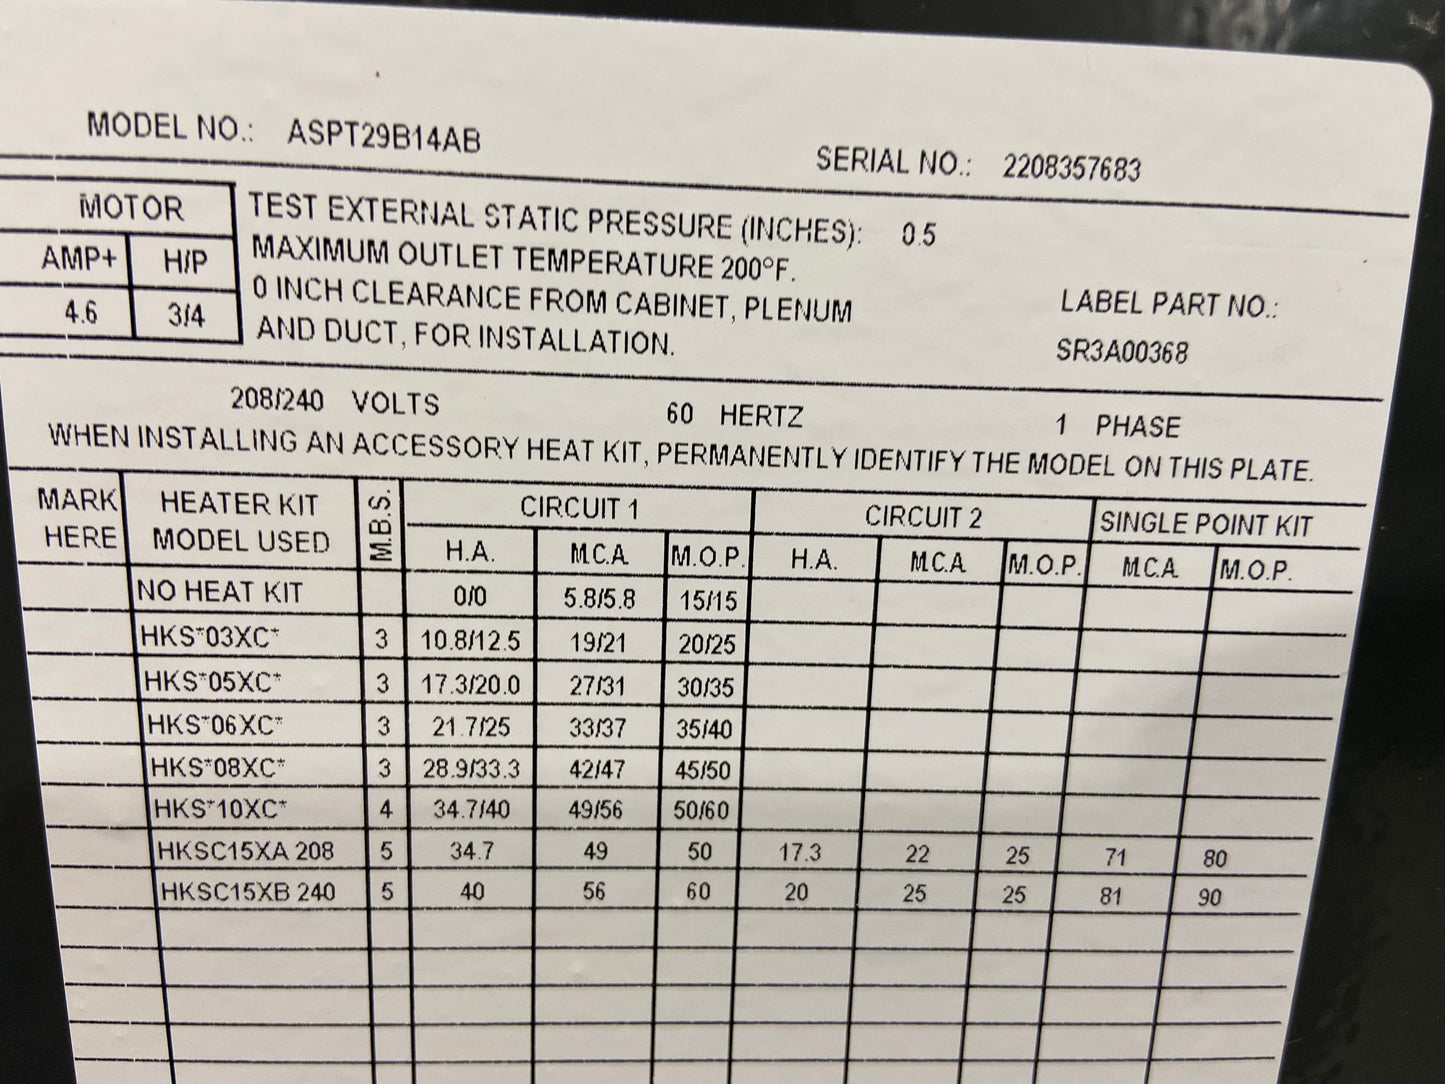 MODEL NO.: ASPT29B14AB
SERIAL NO.: 2208357683
MOTOR
AMP+ H/P
4.6 3/4
TEST EXTERNAL STATIC PRESSURE (INCHES): 0.5
MAXIMUM OUTLET TEMPERATURE 200°F.
0 INCH CLEARANCE FROM CABINET, PLENUM
AND DUCT, FOR INSTALLATION.
LABEL PART NO.:
SR3A00368
208/240 VOLTS 60 HERTZ 1 PHASE
WHEN INSTALLING AN ACCESSORY HEAT KIT, PERMANENTLY IDENTIFY THE MODEL ON THIS PLATE.
MARK HERE HEATER KIT MODEL USED M.B.S. CIRCUIT 1 CIRCUIT 2 SINGLE POINT KIT
H.A. M.C.A M.O.P. H.A. M.C.A M.O.P. M.C.A M.O.P.
NO HEAT KIT 0/0 5.8/5.8 15/15
HKS*03XC* 3 10.8/12.5 19/21 20/25
HKS*05XC* 3 17.3/20.0 27/31 30/35
HKS*06XC* 3 21.7/25 33/37 35/40
HKS*08XC* 3 28.9/33.3 42/47 45/50
HKS*10XC* 4 34.7/40 49/56 50/60
HKSC15XA 208 5 34.7 49 50 17.3 22 25 71 80
HKSC15XB 240 5 40 56 60 20 25 25 81 90